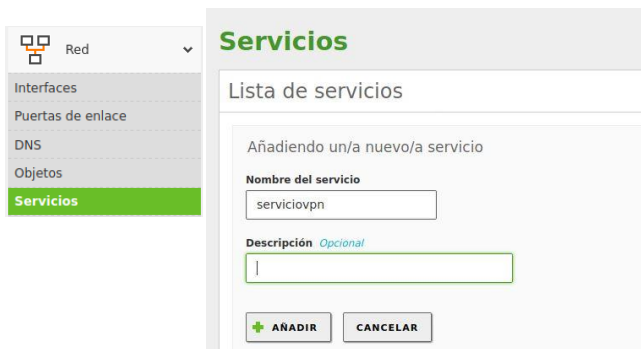 Red
Interfaces
Puertas de enlace
DNS
Objetos
Servicios
Servicios
Lista de servicios
Añadiendo un/a nuevo/a servicio
Nombre del servicio
serviciovpn
Descripción Opcional
AÑADIR CANCELAR